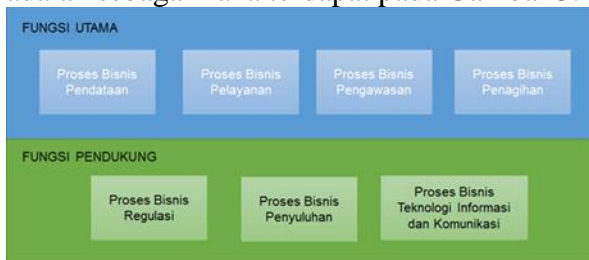 FUNGSI UTAMA
Proses Bisnis
Pendataan
Proses Bisnis
Pelayanan
Proses Bisnis
Pengawasan
Proses Bisnis
Penagihan
FUNGSI PENDUKUNG
Proses Bisnis
Regulasi
Proses Bisnis
Penyuluhan
Proses Bisnis
Teknologi Informasi
dan Komunikasi